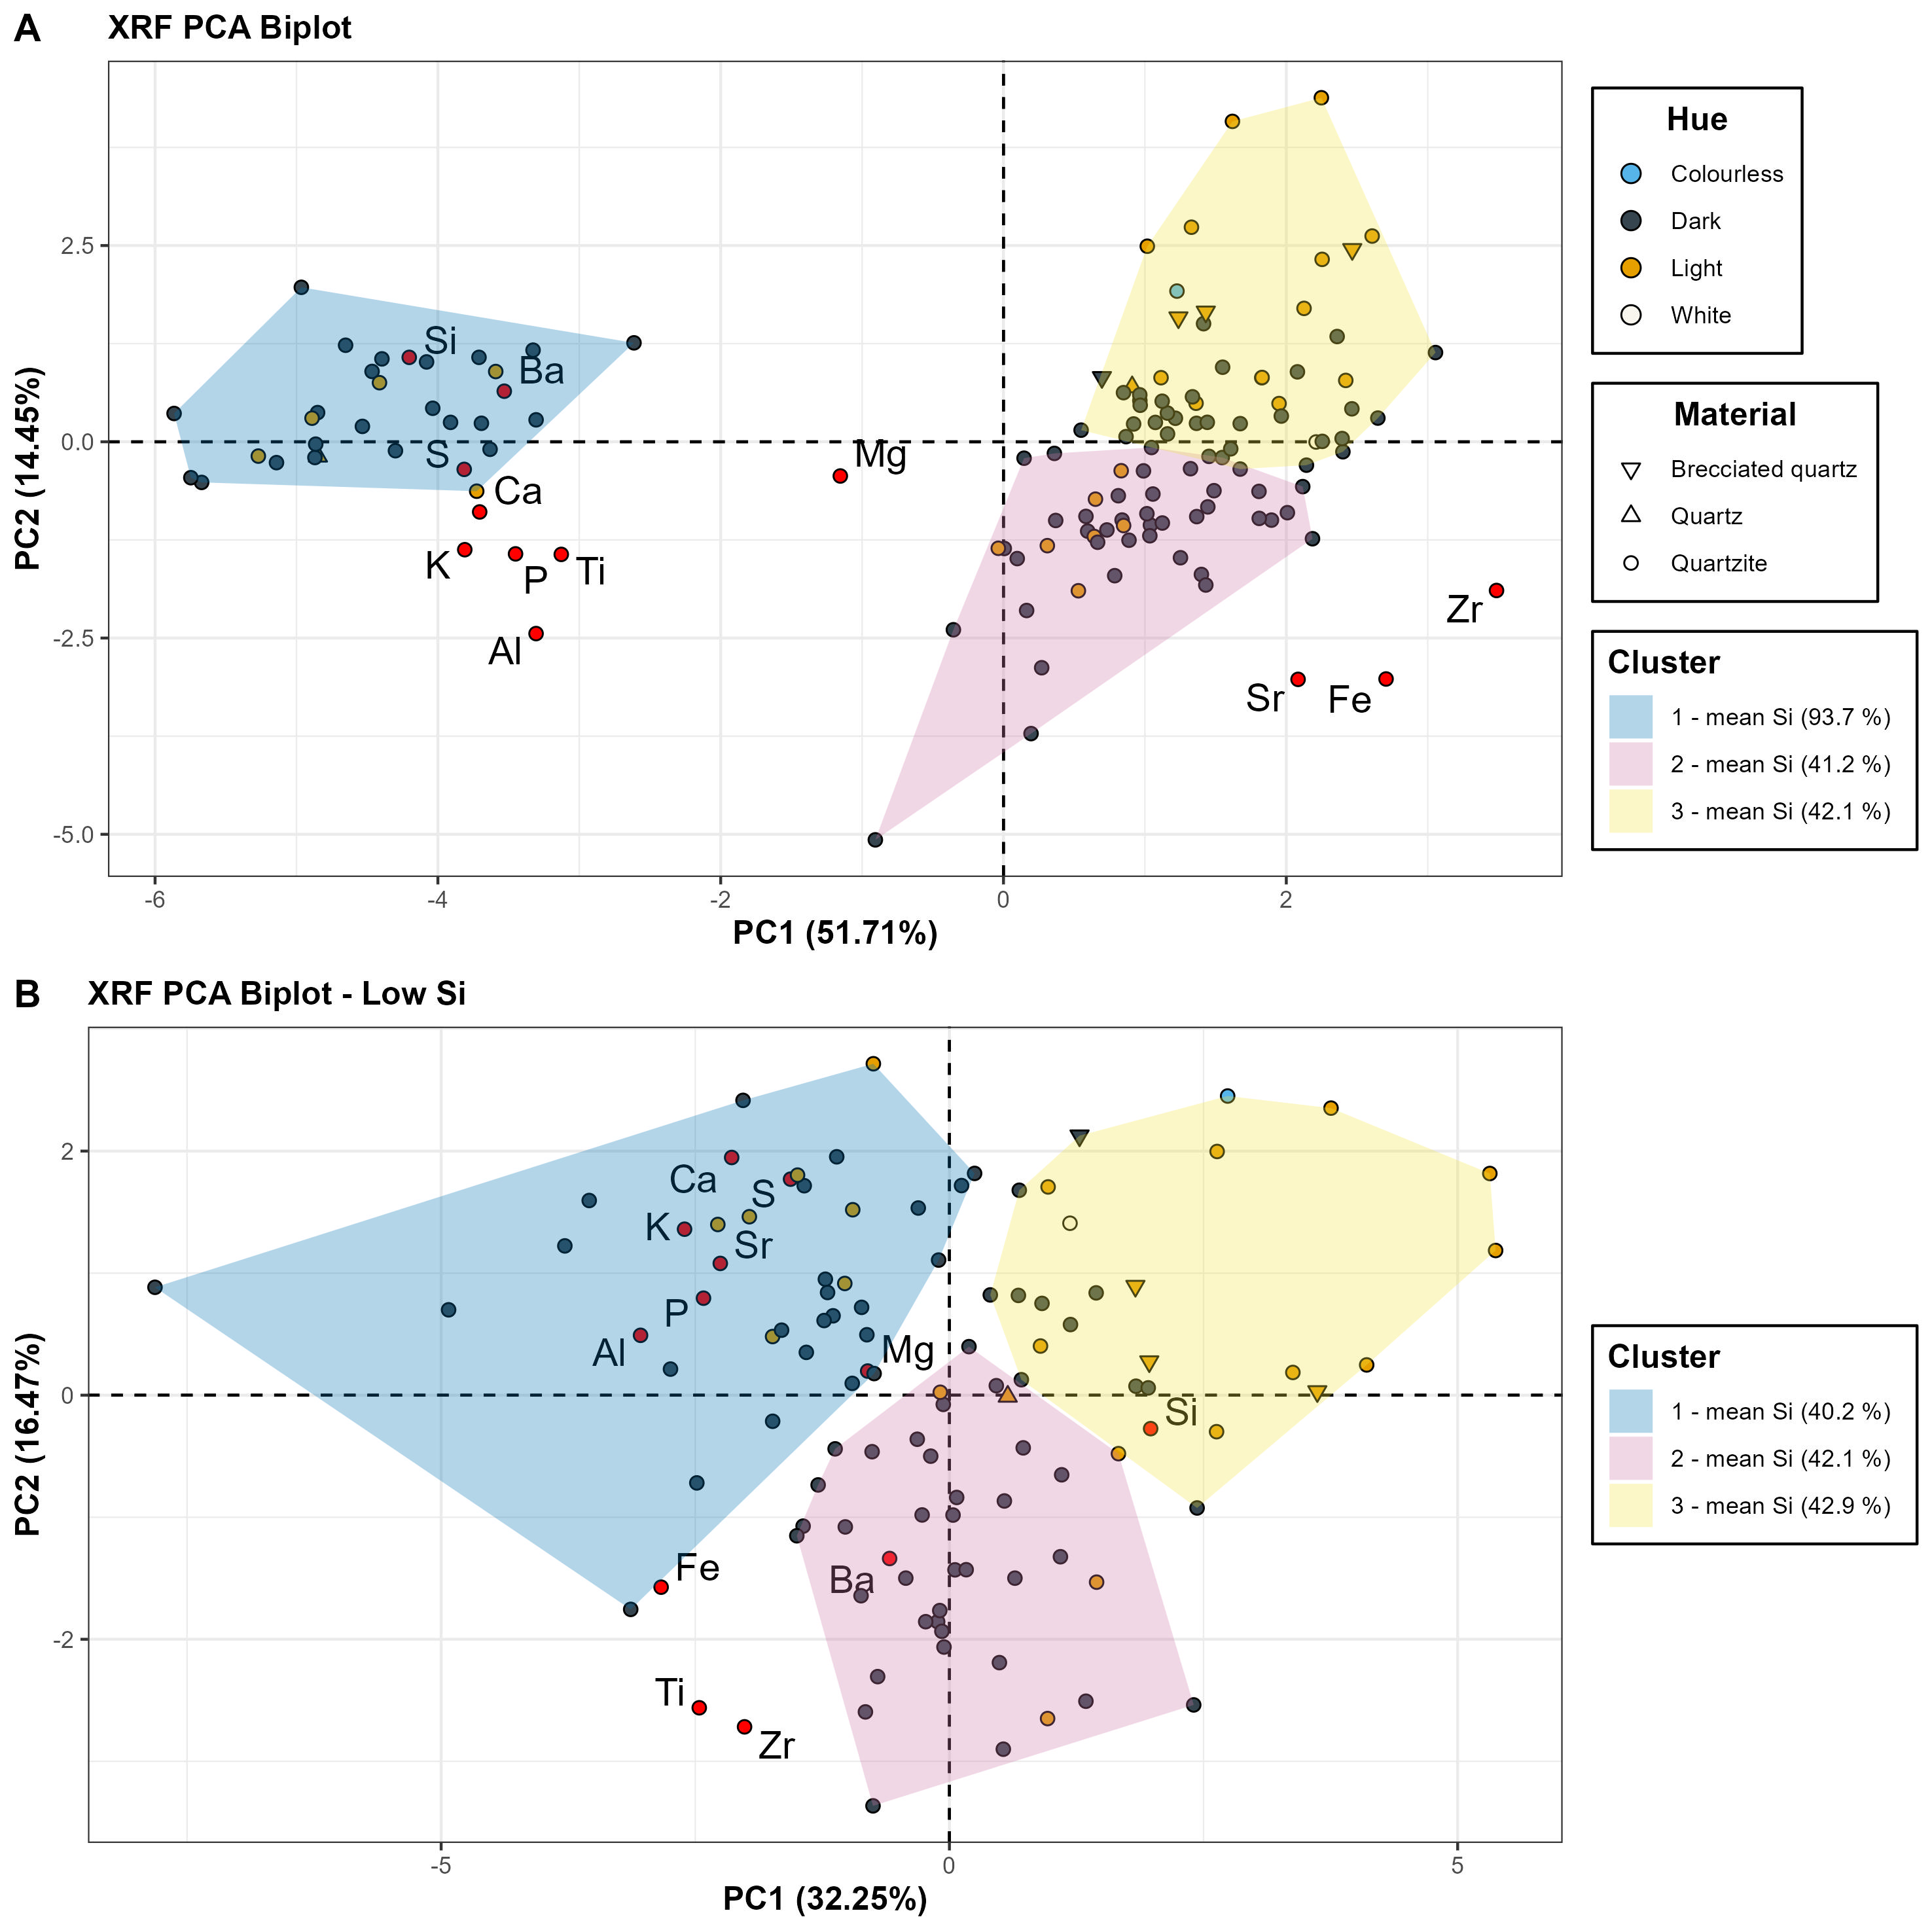 A XRF PCA Biplot
PC2 (14.45%)
2.5
0.0
-2.5
-5.0
Si
Ba
S
Ca
K
P
Ti
Al
Mg
Zr
Sr
Fe
-6
-4
-2
0
2
PC1 (51.71%)
Hue
Colourless
Dark
Light
White
Material
Brecciated quartz
Quartz
Quartzite
Cluster
1 - mean Si (93.7 %)
2 - mean Si (41.2 %)
3 - mean Si (42.1 %)
B XRF PCA Biplot - Low Si
PC2 (16.47%)
2
0
-2
Ca
S
K
Sr
P
Al
Mg
Si
Fe
Ba
Ti
Zr
-5
0
5
PC1 (32.25%)
Cluster
1 - mean Si (40.2 %)
2 - mean Si (42.1 %)
3 - mean Si (42.9 %)